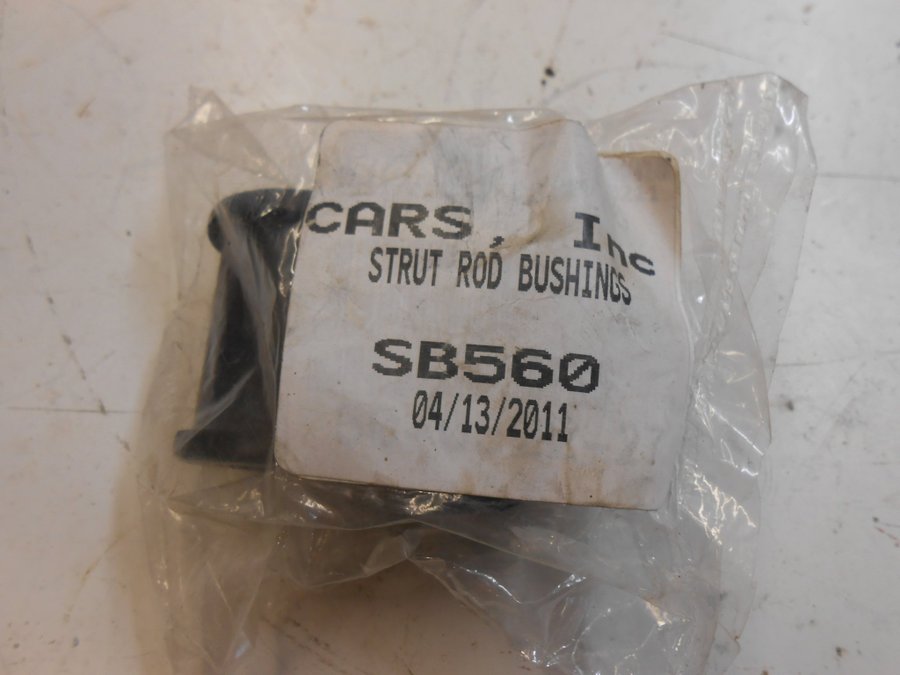 CARS, Inc
STRUT ROD BUSHINGS
SB560
04/13/2011